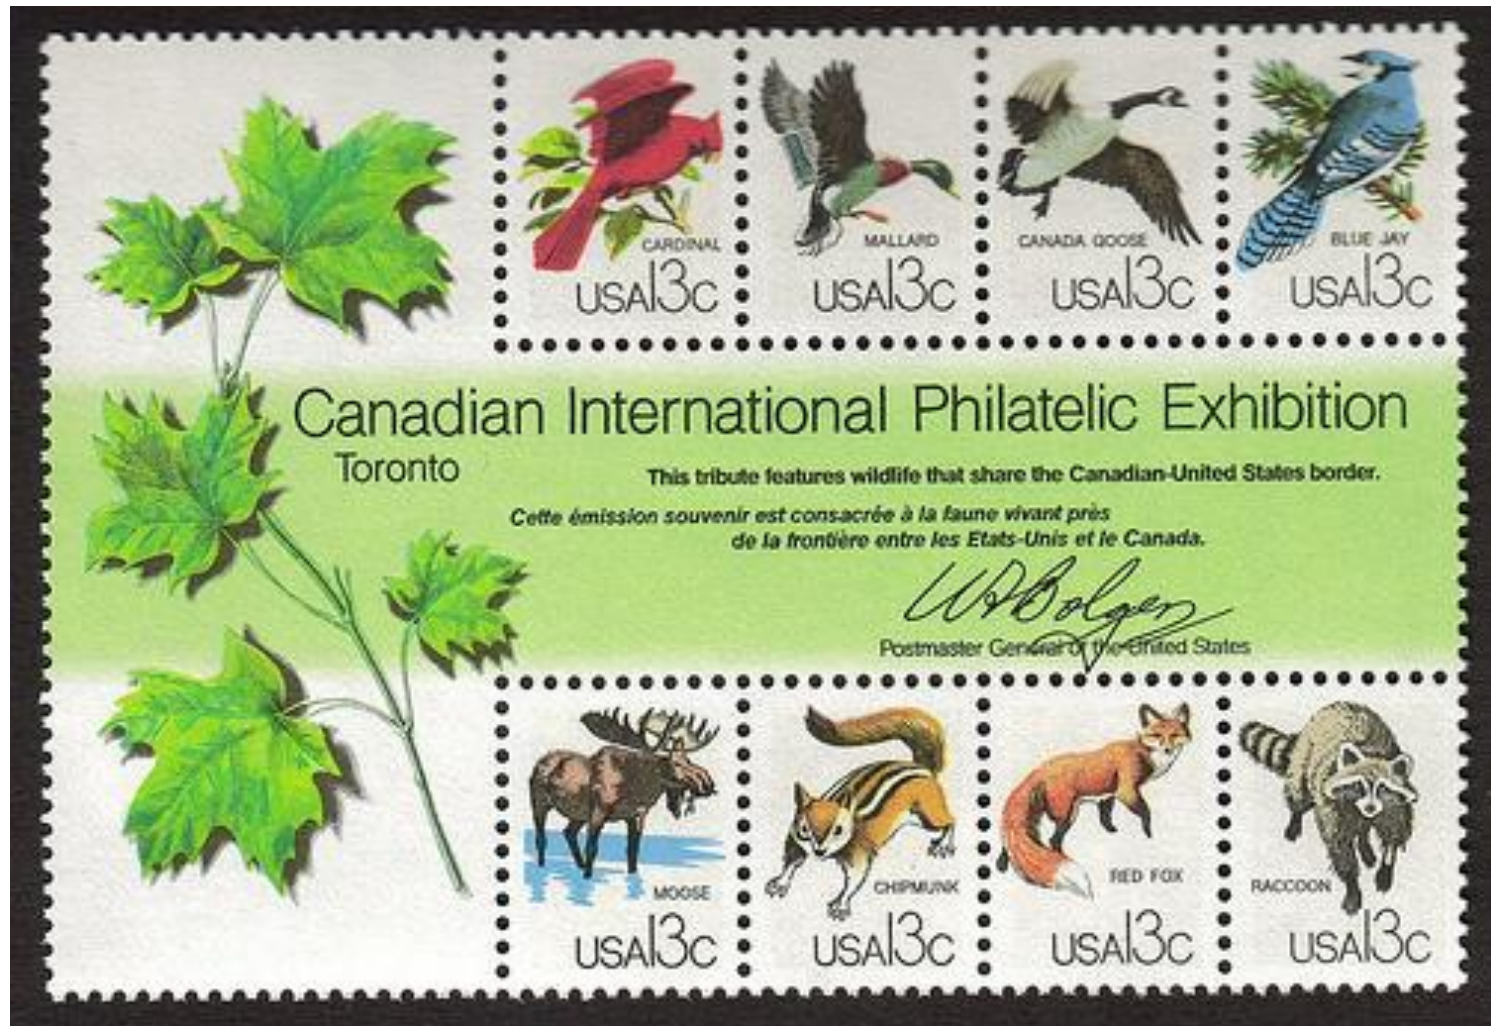 CARDINAL
USA13c
MALLARD
USA13c
CANADA GOOSE
USA13c
BLUE JAY
USA13c
Canadian International Philatelic Exhibition
Toronto
This tribute features wildlife that share the Canadian-United States border.
Cette émission souvenir est consacrée à la faune vivant près
de la frontière entre les Etats-Unis et le Canada.
Postmaster General of the United States
MOOSE
USA13c
CHIPMUNK
USA13c
RED FOX
USA13c
RACCOON
USA13c